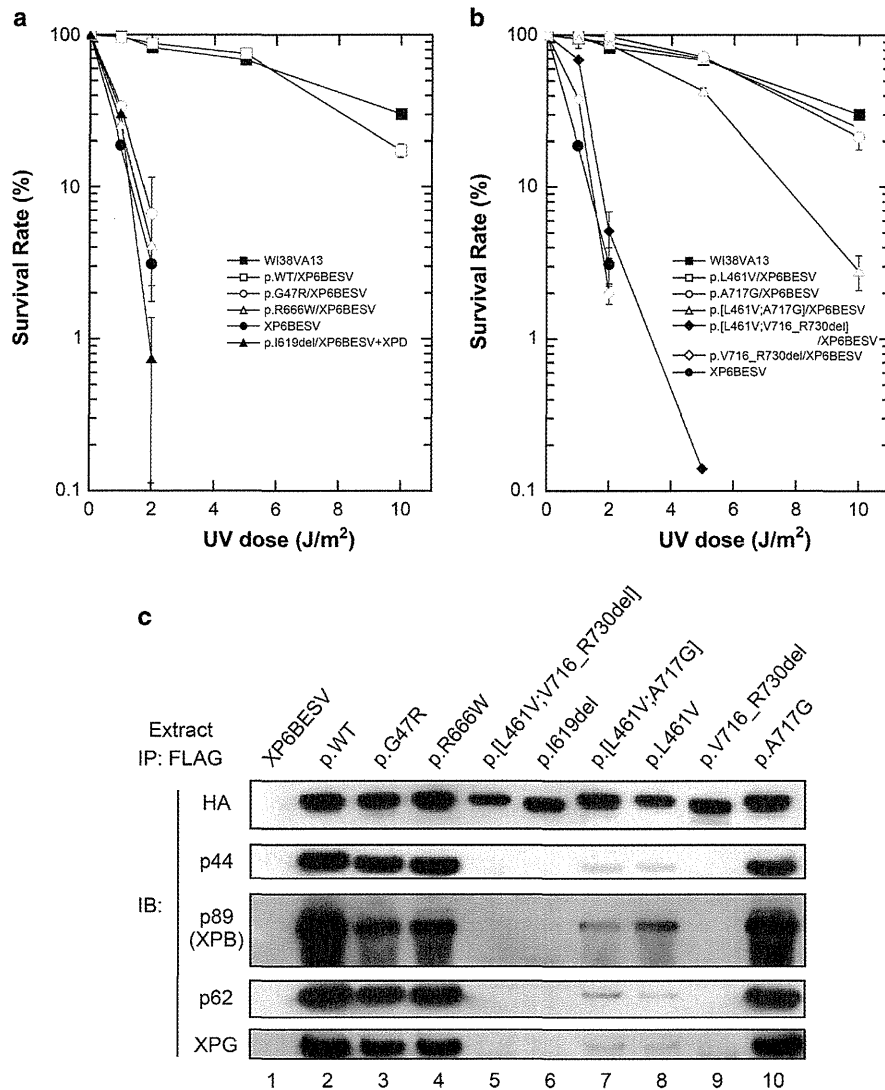 a
100
10
1
0.1
Survival Rate (%)
0 2 4 6 8 10
UV dose (J/m²)
WI38VA13
p.WT/XP6BESV
p.G47R/XP6BESV
p.R666W/XP6BESV
XP6BESV
p.I619del/XP6BESV+XPD
b
100
10
1
0.1
Survival Rate (%)
0 2 4 6 8 10
UV dose (J/m²)
WI38VA13
p.L461V/XP6BESV
p.A717G/XP6BESV
p.[L461V;A717G]/XP6BESV
p.[L461V;V716_R730del]
/XP6BESV
p.V716_R730del/XP6BESV
XP6BESV
c
Extract
XP6BESV
p.WT
p.G47R
p.R666W
p.[L461V;V716_R730del]
p.I619del
p.[L461V;A717G]
p.L461V
p.V716_R730del
p.A717G
IP: FLAG
IB:
HA
p44
p89
(XPB)
p62
XPG
1 2 3 4 5 6 7 8 9 10